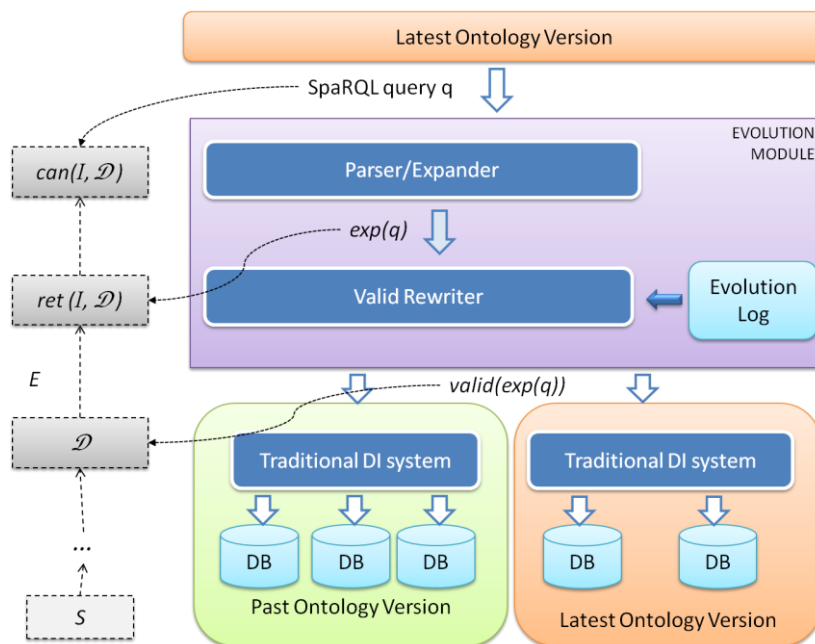 Latest Ontology Version
SpaRQL query q
EVOLUTION
MODULE
can(I, 𝒟)
Parser/Expander
exp(q)
ret (I, 𝒟)
Valid Rewriter
Evolution
Log
E
valid(exp(q))
𝒟
Traditional DI system
Traditional DI system
...
DB
DB
DB
DB
DB
Past Ontology Version
Latest Ontology Version
S